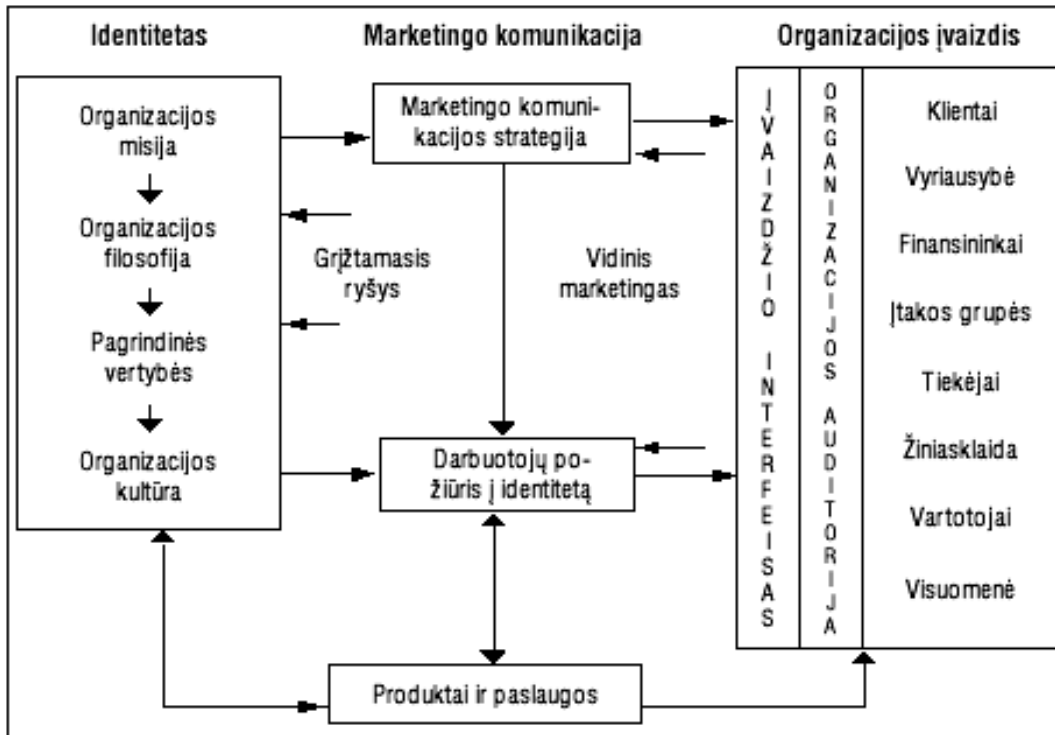 Identitetas
Marketingo komunikacija
Organizacijos įvaizdis
Organizacijos
misija
Organizacijos
filosofija
Pagrindinės
vertybės
Organizacijos
kultūra
Grįžtamasis
ryšys
Marketingo komuni-
kacijos strategija
Vidinis
marketingas
Darbuotojų po-
žiūris į identitetą
Produktai ir paslaugos
ĮVAIZDŽIO INTERFEISAS
ORGANIZACIJOS AUDITORIJA
Klientai
Vyriausybė
Finansininkai
Įtakos grupės
Tiekėjai
Žiniasklaida
Vartotojai
Visuomenė